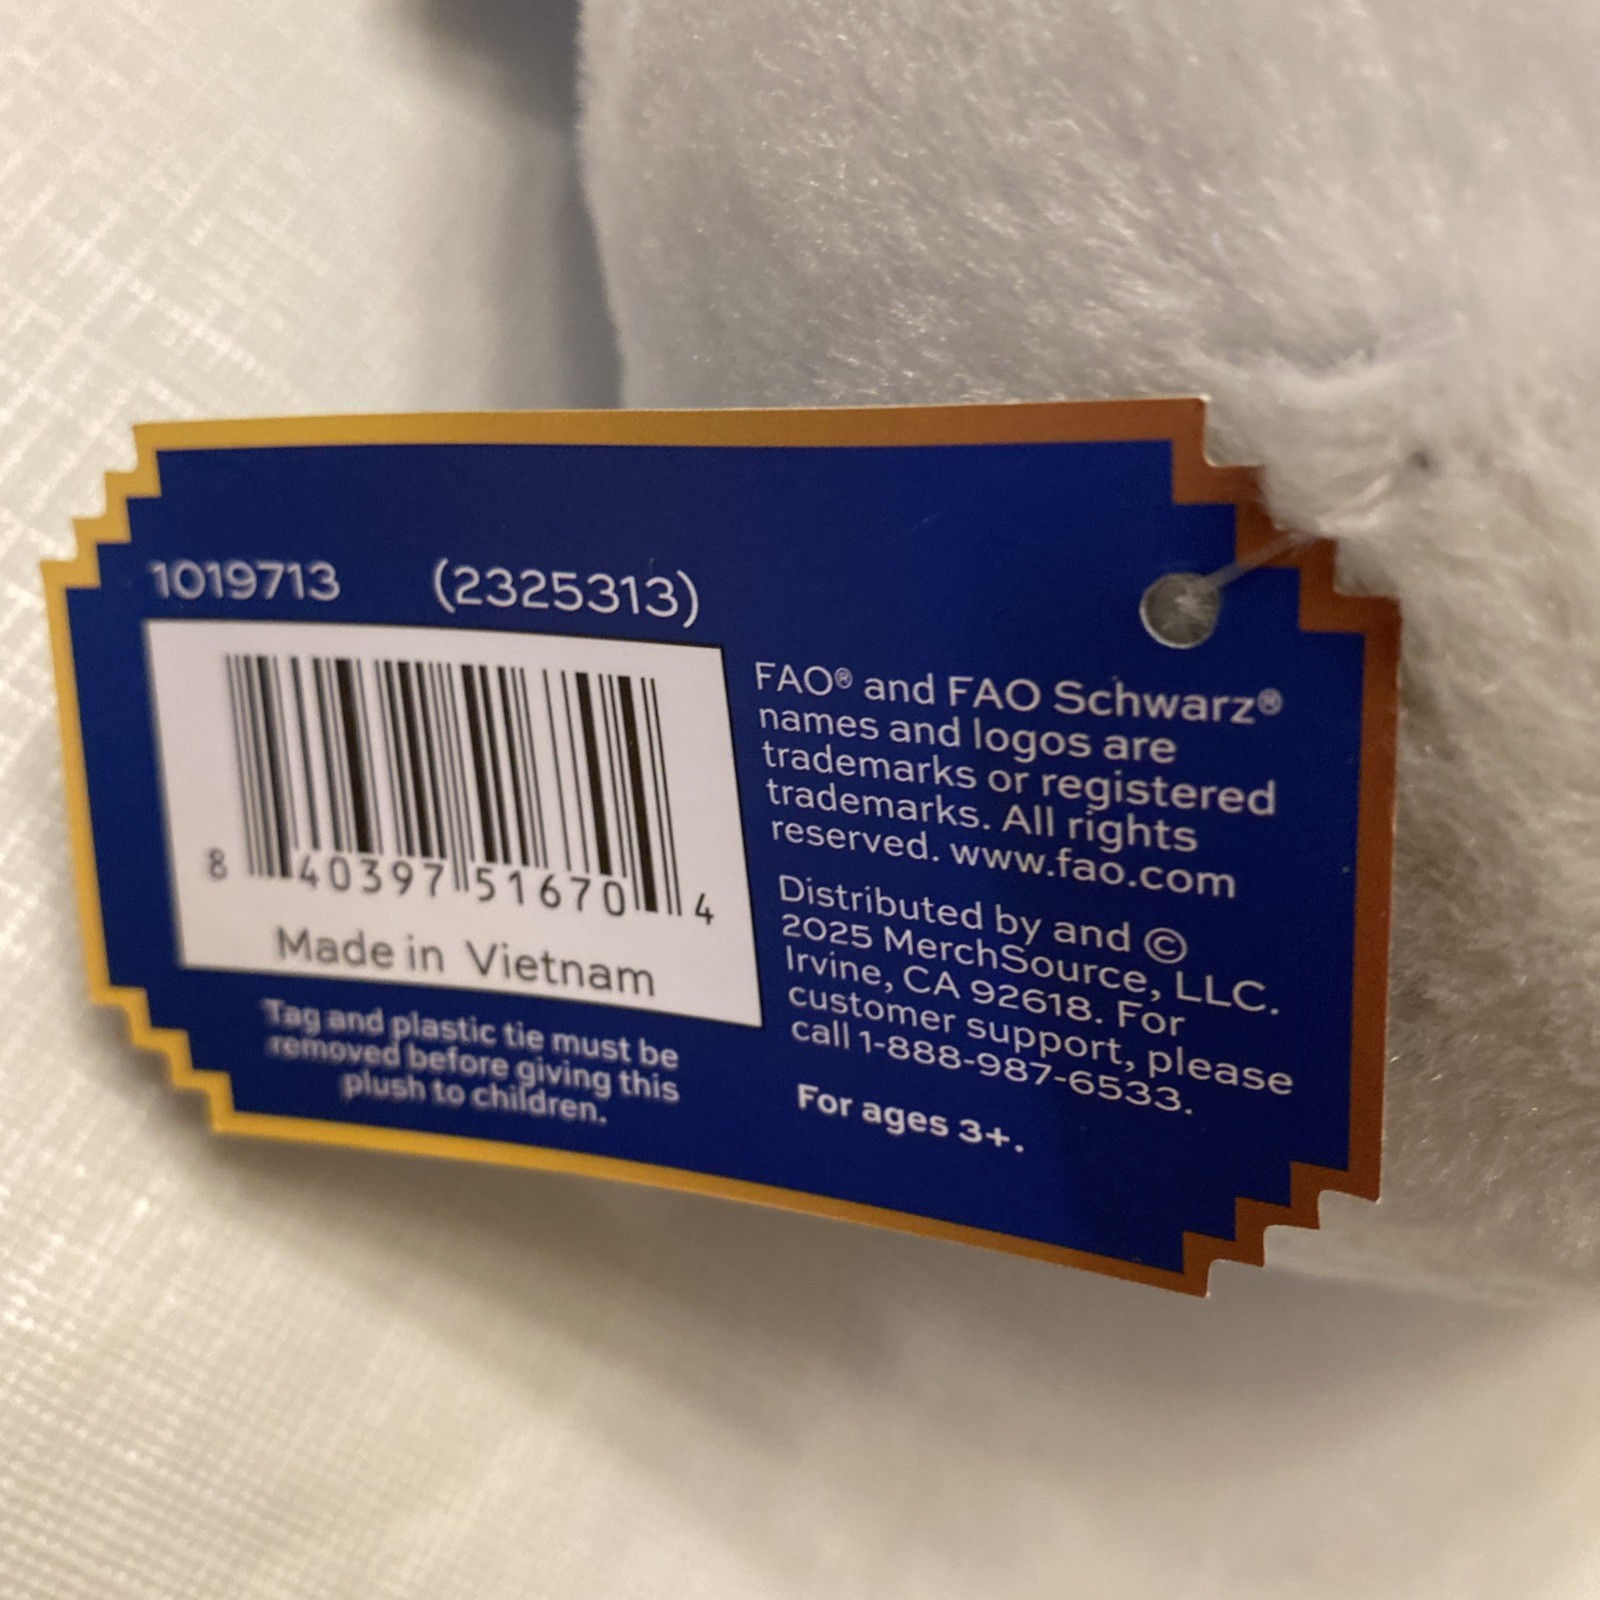 1019713 (2325313)
8 40397 51670 4
Made in Vietnam
Tag and plastic tie must be
removed before giving this
plush to children.
FAO® and FAO Schwarz®
names and logos are
trademarks or registered
trademarks. All rights
reserved. www.fao.com
Distributed by and ©
2025 MerchSource, LLC.
Irvine, CA 92618. For
customer support, please
call 1-888-987-6533.
For ages 3+.